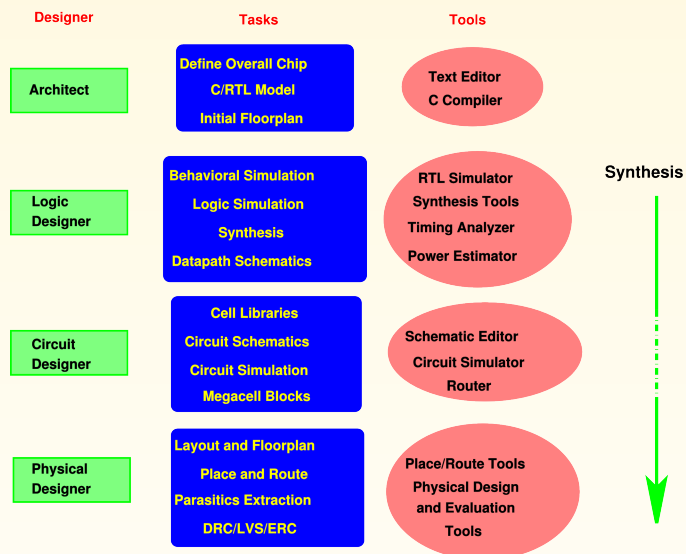 Designer
Tasks
Tools
Architect
Define Overall Chip
C/RTL Model
Initial Floorplan
Text Editor
C Compiler
Logic
Designer
Behavioral Simulation
Logic Simulation
Synthesis
Datapath Schematics
RTL Simulator
Synthesis Tools
Timing Analyzer
Power Estimator
Synthesis
Circuit
Designer
Cell Libraries
Circuit Schematics
Circuit Simulation
Megacell Blocks
Schematic Editor
Circuit Simulator
Router
Physical
Designer
Layout and Floorplan
Place and Route
Parasitics Extraction
DRC/LVS/ERC
Place/Route Tools
Physical Design
and Evaluation
Tools